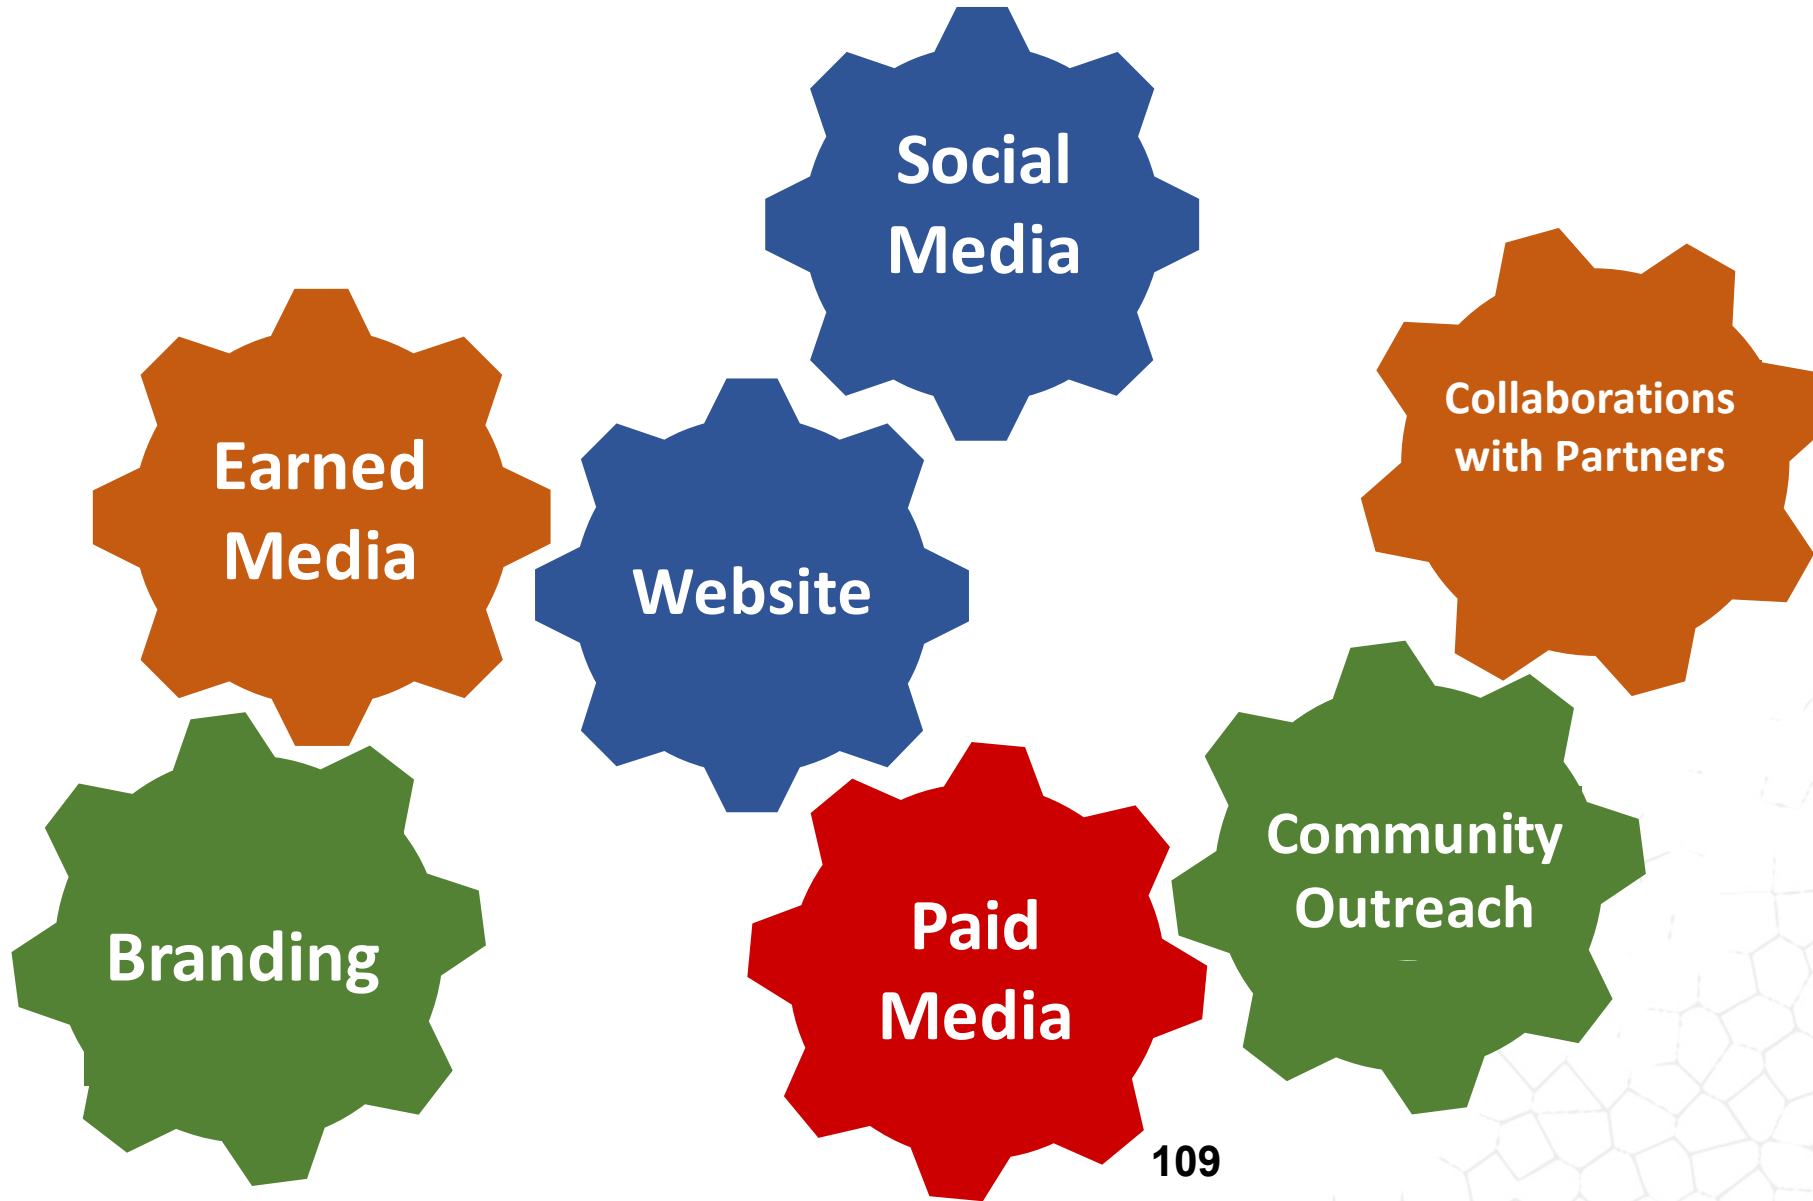 Social
Media
Collaborations
with Partners
Earned
Media
Website
Community
Outreach
Branding
Paid
Media
109